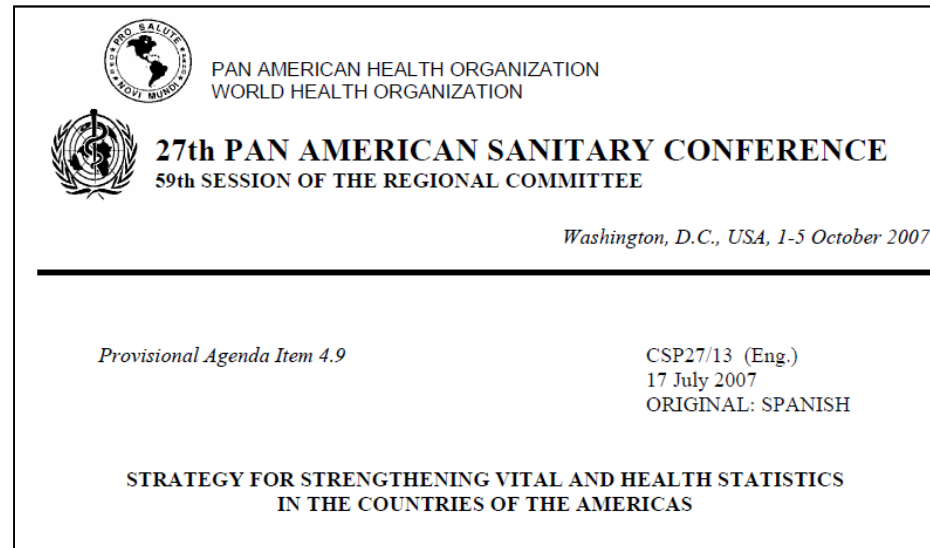 PRO SALUTE
NOVI MUNDI
PAN AMERICAN HEALTH ORGANIZATION
WORLD HEALTH ORGANIZATION
27th PAN AMERICAN SANITARY CONFERENCE
59th SESSION OF THE REGIONAL COMMITTEE
Washington, D.C., USA, 1-5 October 2007
Provisional Agenda Item 4.9
CSP27/13 (Eng.)
17 July 2007
ORIGINAL: SPANISH
STRATEGY FOR STRENGTHENING VITAL AND HEALTH STATISTICS
IN THE COUNTRIES OF THE AMERICAS